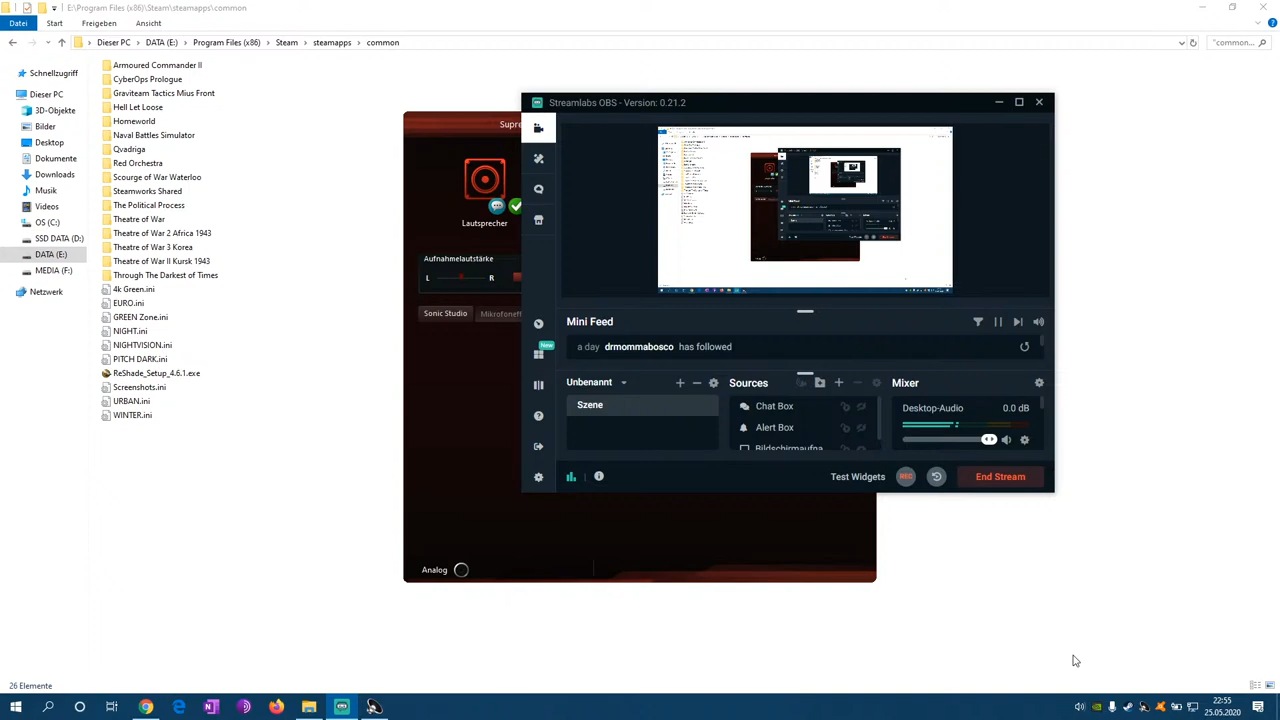 E:\Program Files (x86)\Steam\steamapps\common
Datei Start Freigeben Ansicht
Dieser PC DATA (E:) Program Files (x86) Steam steamapps common
"common...
Schnellzugriff
Dieser PC
3D-Objekte
Bilder
Desktop
Dokumente
Downloads
Musik
Videos
OS (C:)
SSD DATA (D:)
DATA (E:)
MEDIA (F:)
Netzwerk
Armoured Commander II
CyberOps Prologue
Graviteam Tactics Mius Front
Hell Let Loose
Homeworld
Naval Battles Simulator
Qvadriga
Red Orchestra
Scourge of War Waterloo
Steamworks Shared
The Political Process
Theatre of War
Theatre of War 2 Africa 1943
Theatre of War 3 Korea
Theatre of War II Kursk 1943
Through The Darkest of Times
4k Green.ini
EURO.ini
GREEN Zone.ini
NIGHT.ini
NIGHTVISION.ini
PITCH DARK.ini
ReShade_Setup_4.6.1.exe
Screenshots.ini
URBAN.ini
WINTER.ini
26 Elemente
Supre
Lautsprecher
Aufnahmelautstärke
L R
Sonic Studio Mikrofoneff
Analog
Streamlabs OBS - Version: 0.21.2
Mini Feed
a day drmommabosco has followed
New
Unbenannt
Szene
Sources
Chat Box
Alert Box
Bildschirmaufna
Mixer
Desktop-Audio 0.0 dB
Test Widgets REC End Stream
22:55
25.05.2020